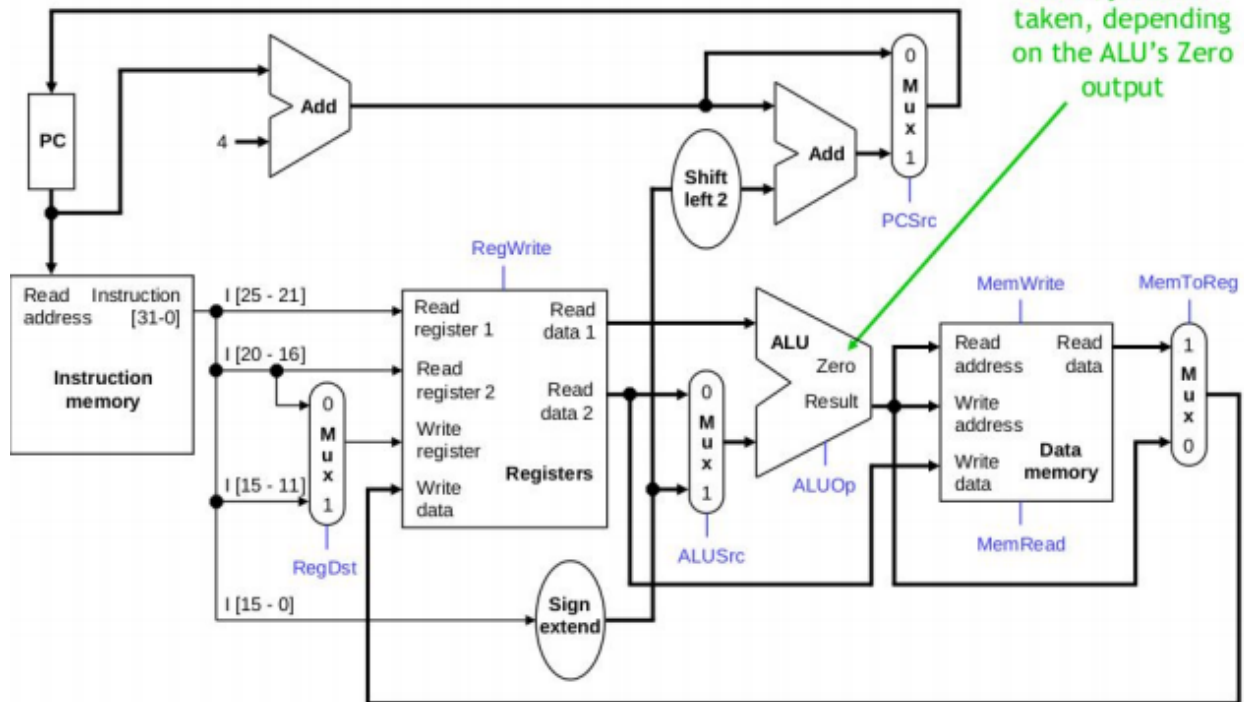 taken, depending
on the ALU's Zero
output
0
M
u
x
1
PCSrc
Add
4
PC
Add
Shift
left 2
RegWrite
Read address
Instruction [31-0]
Instruction
memory
I [25 - 21]
I [20 - 16]
I [15 - 11]
I [15 - 0]
0
M
u
x
1
RegDst
Read
register 1
Read
register 2
Write
register
Write
data
Read
data 1
Read
data 2
Registers
Sign
extend
0
M
u
x
1
ALUSrc
ALU
Zero
Result
ALUOp
MemWrite
Read
address
Write
address
Write
data
Read
data
Data
memory
MemRead
MemToReg
1
M
u
x
0